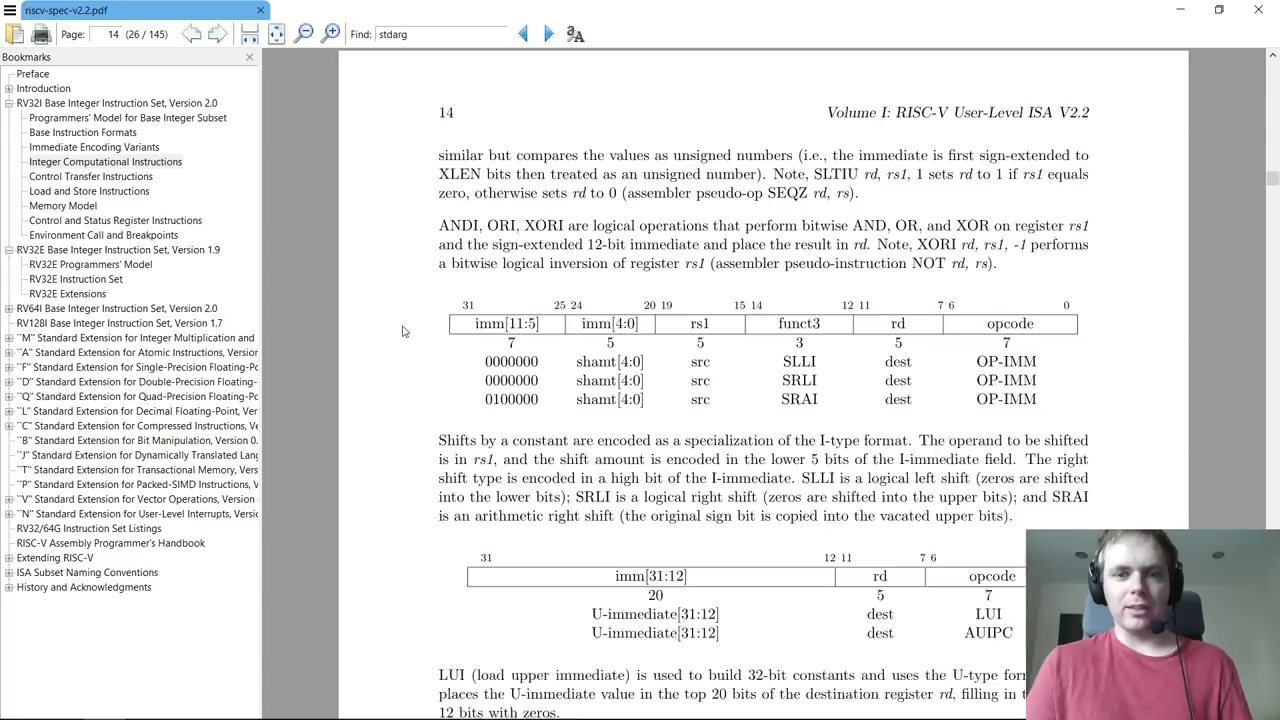 riscv-spec-v2.2.pdf
Page: 14 (26 / 145) Find: stdarg
Bookmarks
Preface
Introduction
RV32I Base Integer Instruction Set, Version 2.0
Programmers' Model for Base Integer Subset
Base Instruction Formats
Immediate Encoding Variants
Integer Computational Instructions
Control Transfer Instructions
Load and Store Instructions
Memory Model
Control and Status Register Instructions
Environment Call and Breakpoints
RV32E Base Integer Instruction Set, Version 1.9
RV32E Programmers' Model
RV32E Instruction Set
RV32E Extensions
RV64I Base Integer Instruction Set, Version 2.0
RV128I Base Integer Instruction Set, Version 1.7
``M'' Standard Extension for Integer Multiplication and
``A'' Standard Extension for Atomic Instructions, Version
``F'' Standard Extension for Single-Precision Floating-Po
``D'' Standard Extension for Double-Precision Floating-
``Q'' Standard Extension for Quad-Precision Floating-Po
``L'' Standard Extension for Decimal Floating-Point, Ver
``C'' Standard Extension for Compressed Instructions, Ve
``B'' Standard Extension for Bit Manipulation, Version 0.
``J'' Standard Extension for Dynamically Translated Lang
``T'' Standard Extension for Transactional Memory, Vers
``P'' Standard Extension for Packed-SIMD Instructions, V
``V'' Standard Extension for Vector Operations, Version
``N'' Standard Extension for User-Level Interrupts, Versio
RV32/64G Instruction Set Listings
RISC-V Assembly Programmer's Handbook
Extending RISC-V
ISA Subset Naming Conventions
History and Acknowledgments
14 Volume I: RISC-V User-Level ISA V2.2
similar but compares the values as unsigned numbers (i.e., the immediate is first sign-extended to
XLEN bits then treated as an unsigned number). Note, SLTIU rd, rs1, 1 sets rd to 1 if rs1 equals
zero, otherwise sets rd to 0 (assembler pseudo-op SEQZ rd, rs).
ANDI, ORI, XORI are logical operations that perform bitwise AND, OR, and XOR on register rs1
and the sign-extended 12-bit immediate and place the result in rd. Note, XORI rd, rs1, -1 performs
a bitwise logical inversion of register rs1 (assembler pseudo-instruction NOT rd, rs).
31 25 24 20 19 15 14 12 11 7 6 0
imm[11:5] imm[4:0] rs1 funct3 rd opcode
7 5 5 3 5 7
0000000 shamt[4:0] src SLLI dest OP-IMM
0000000 shamt[4:0] src SRLI dest OP-IMM
0100000 shamt[4:0] src SRAI dest OP-IMM
Shifts by a constant are encoded as a specialization of the I-type format. The operand to be shifted
is in rs1, and the shift amount is encoded in the lower 5 bits of the I-immediate field. The right
shift type is encoded in a high bit of the I-immediate. SLLI is a logical left shift (zeros are shifted
into the lower bits); SRLI is a logical right shift (zeros are shifted into the upper bits); and SRAI
is an arithmetic right shift (the original sign bit is copied into the vacated upper bits).
31 12 11 7 6
imm[31:12] rd opcode
20 5 7
U-immediate[31:12] dest LUI
U-immediate[31:12] dest AUIPC
LUI (load upper immediate) is used to build 32-bit constants and uses the U-type for
places the U-immediate value in the top 20 bits of the destination register rd, filling in t
12 bits with zeros.